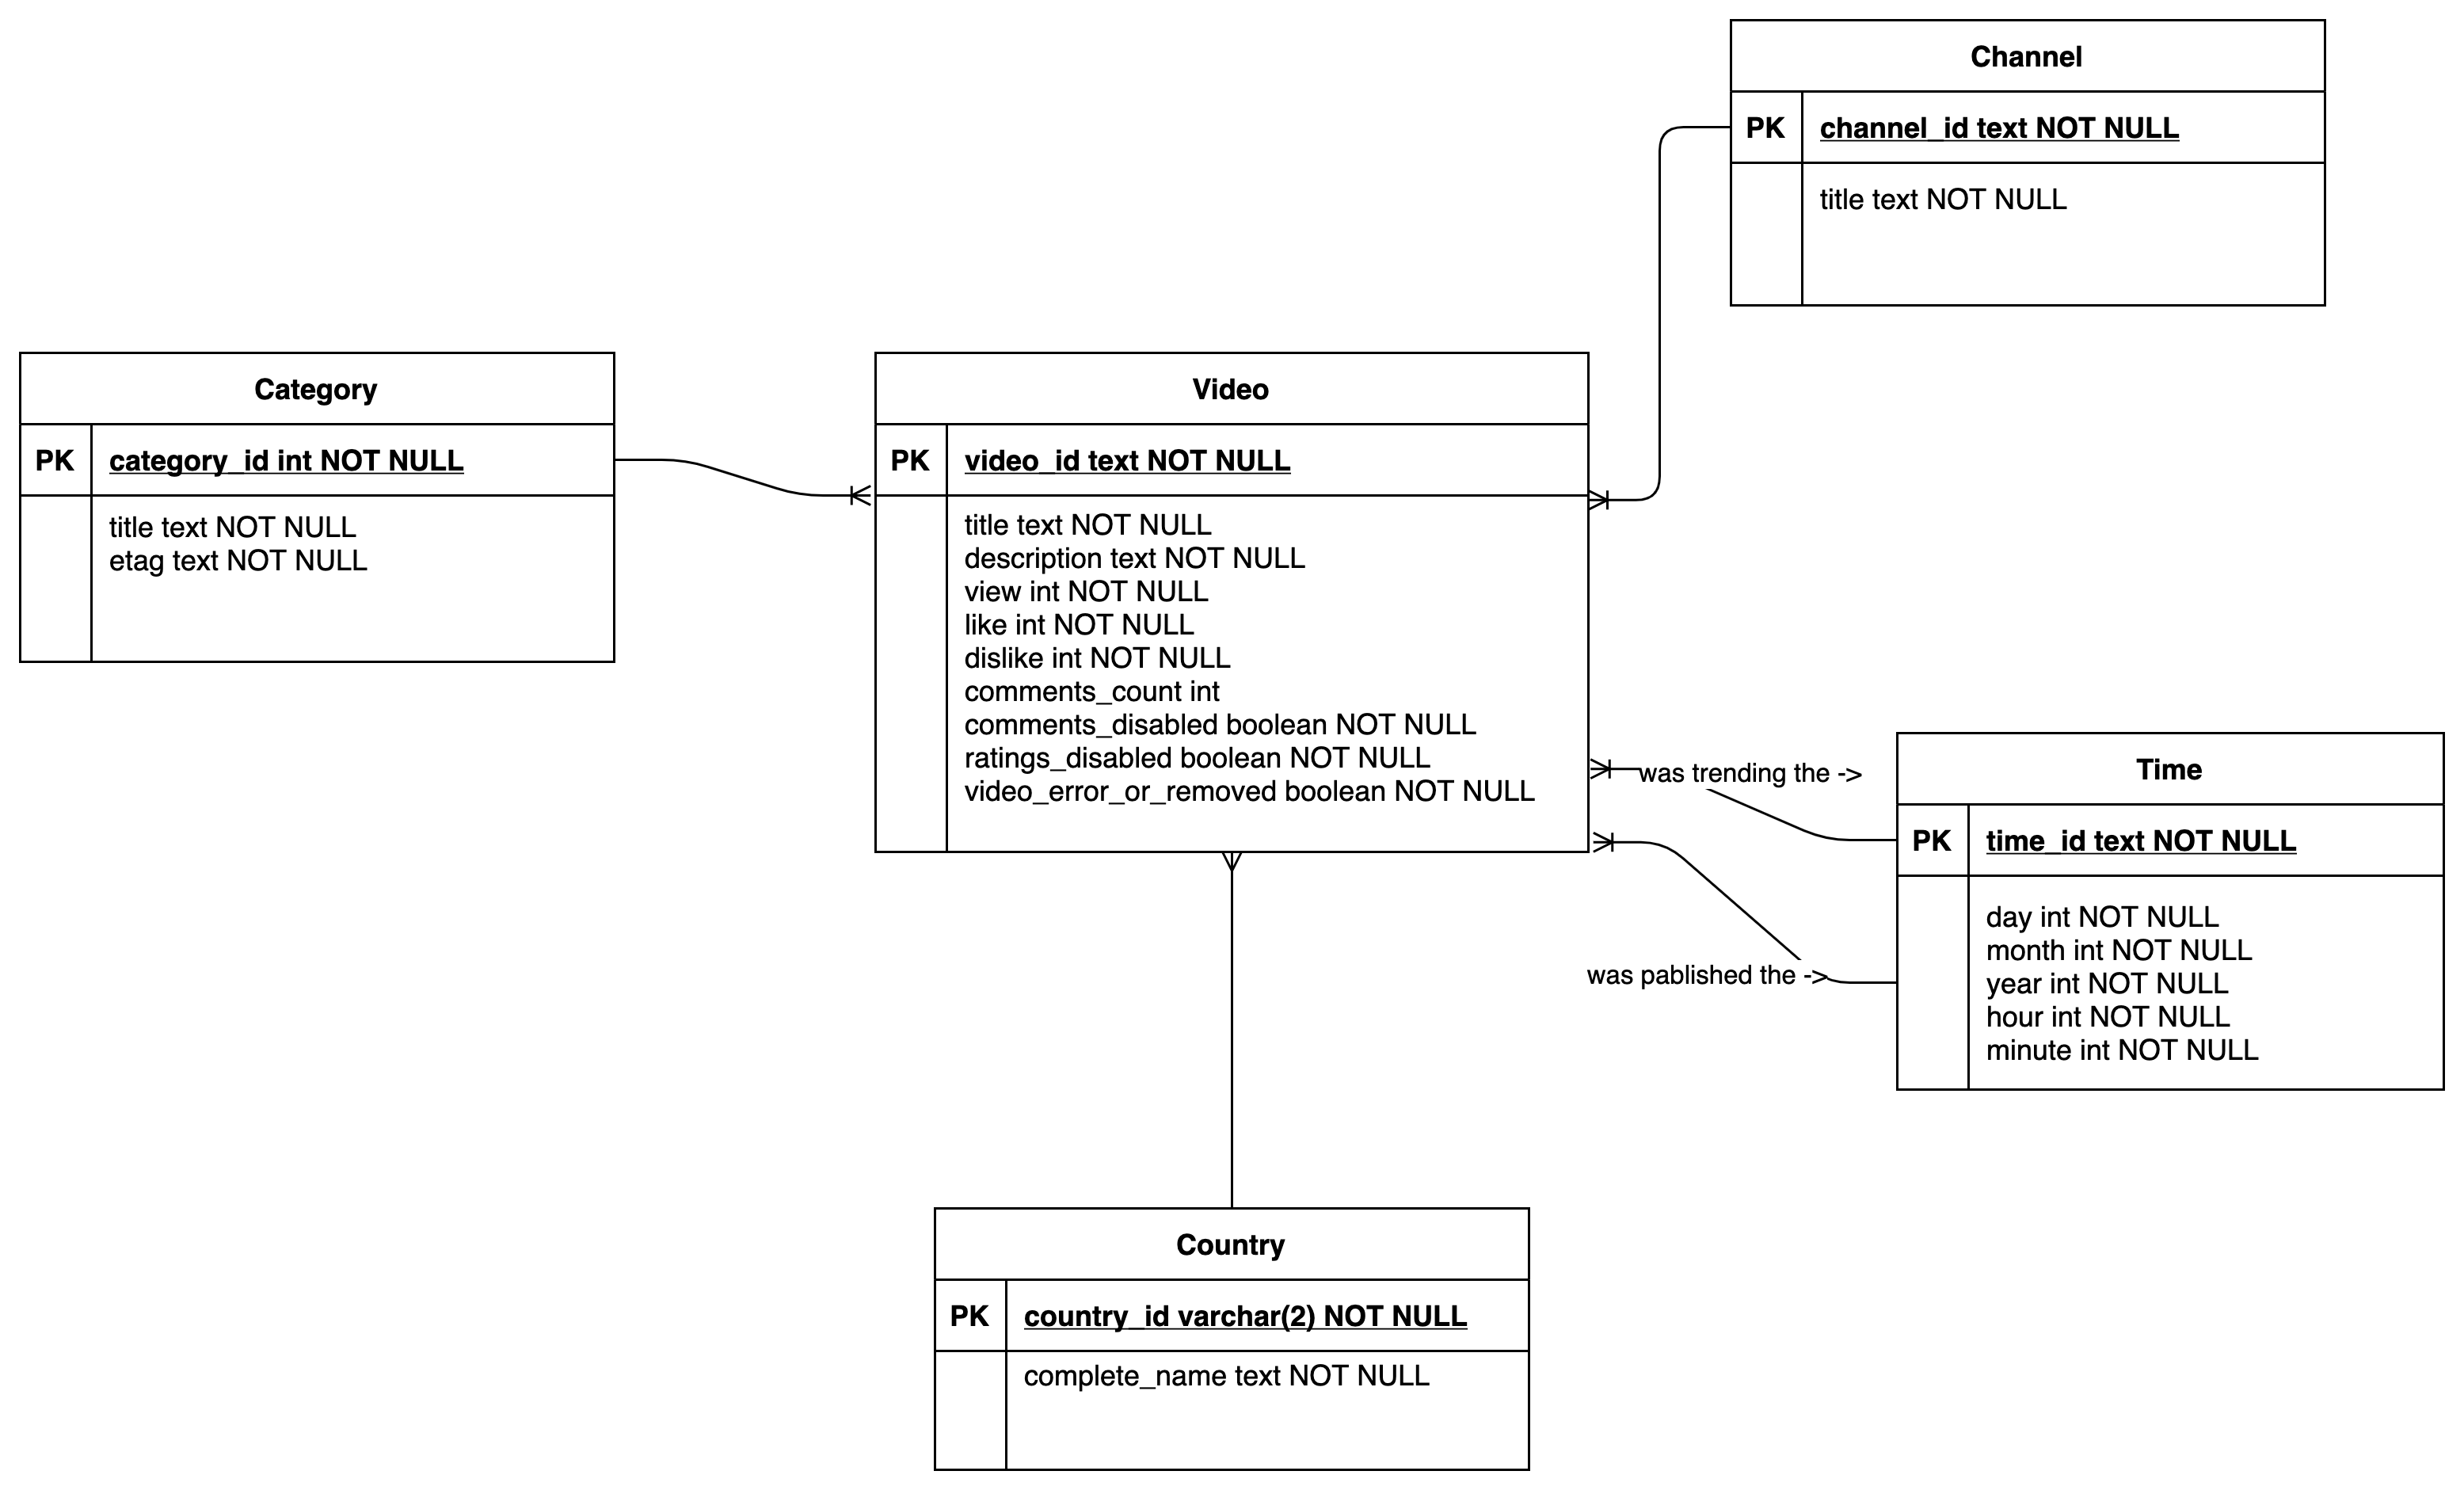 Channel
PK
channel_id text NOT NULL
title text NOT NULL
Category
PK
category_id int NOT NULL
title text NOT NULL
etag text NOT NULL
Video
PK
video_id text NOT NULL
title text NOT NULL
description text NOT NULL
view int NOT NULL
like int NOT NULL
dislike int NOT NULL
comments_count int
comments_disabled boolean NOT NULL
ratings_disabled boolean NOT NULL
video_error_or_removed boolean NOT NULL
was trending the ->
was pablished the ->
Time
PK
time_id text NOT NULL
day int NOT NULL
month int NOT NULL
year int NOT NULL
hour int NOT NULL
minute int NOT NULL
Country
PK
country_id varchar(2) NOT NULL
complete_name text NOT NULL